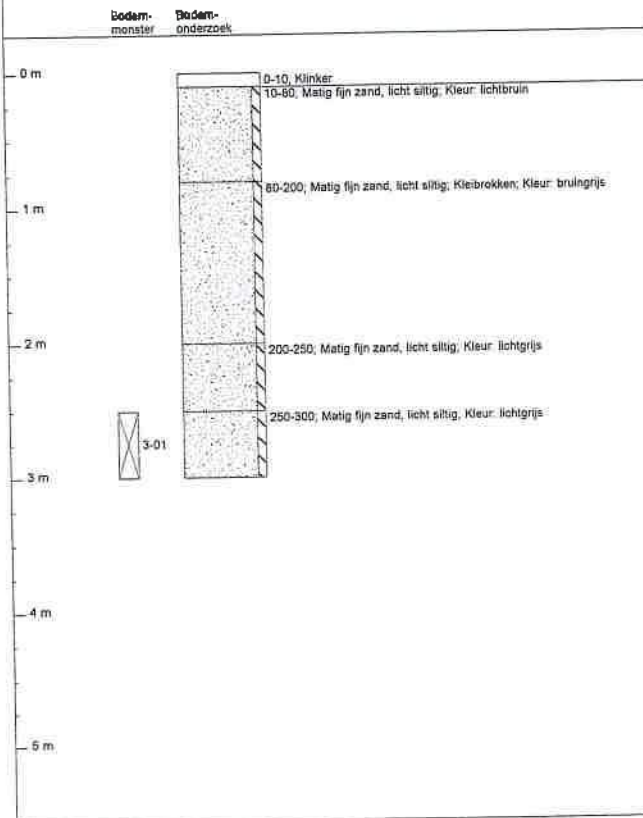 Bodem- Bodem-
monster onderzoek
0 m
0-10, Klinker
10-80, Matig fijn zand, licht siltig; Kleur: lichtbruin
80-200; Matig fijn zand, licht siltig; Kleibrokken; Kleur: bruingrijs
1 m
2 m
200-250; Matig fijn zand, licht siltig; Kleur: lichtgrijs
250-300; Matig fijn zand, licht siltig, Kleur: lichtgrijs
3-01
3 m
4 m
5 m